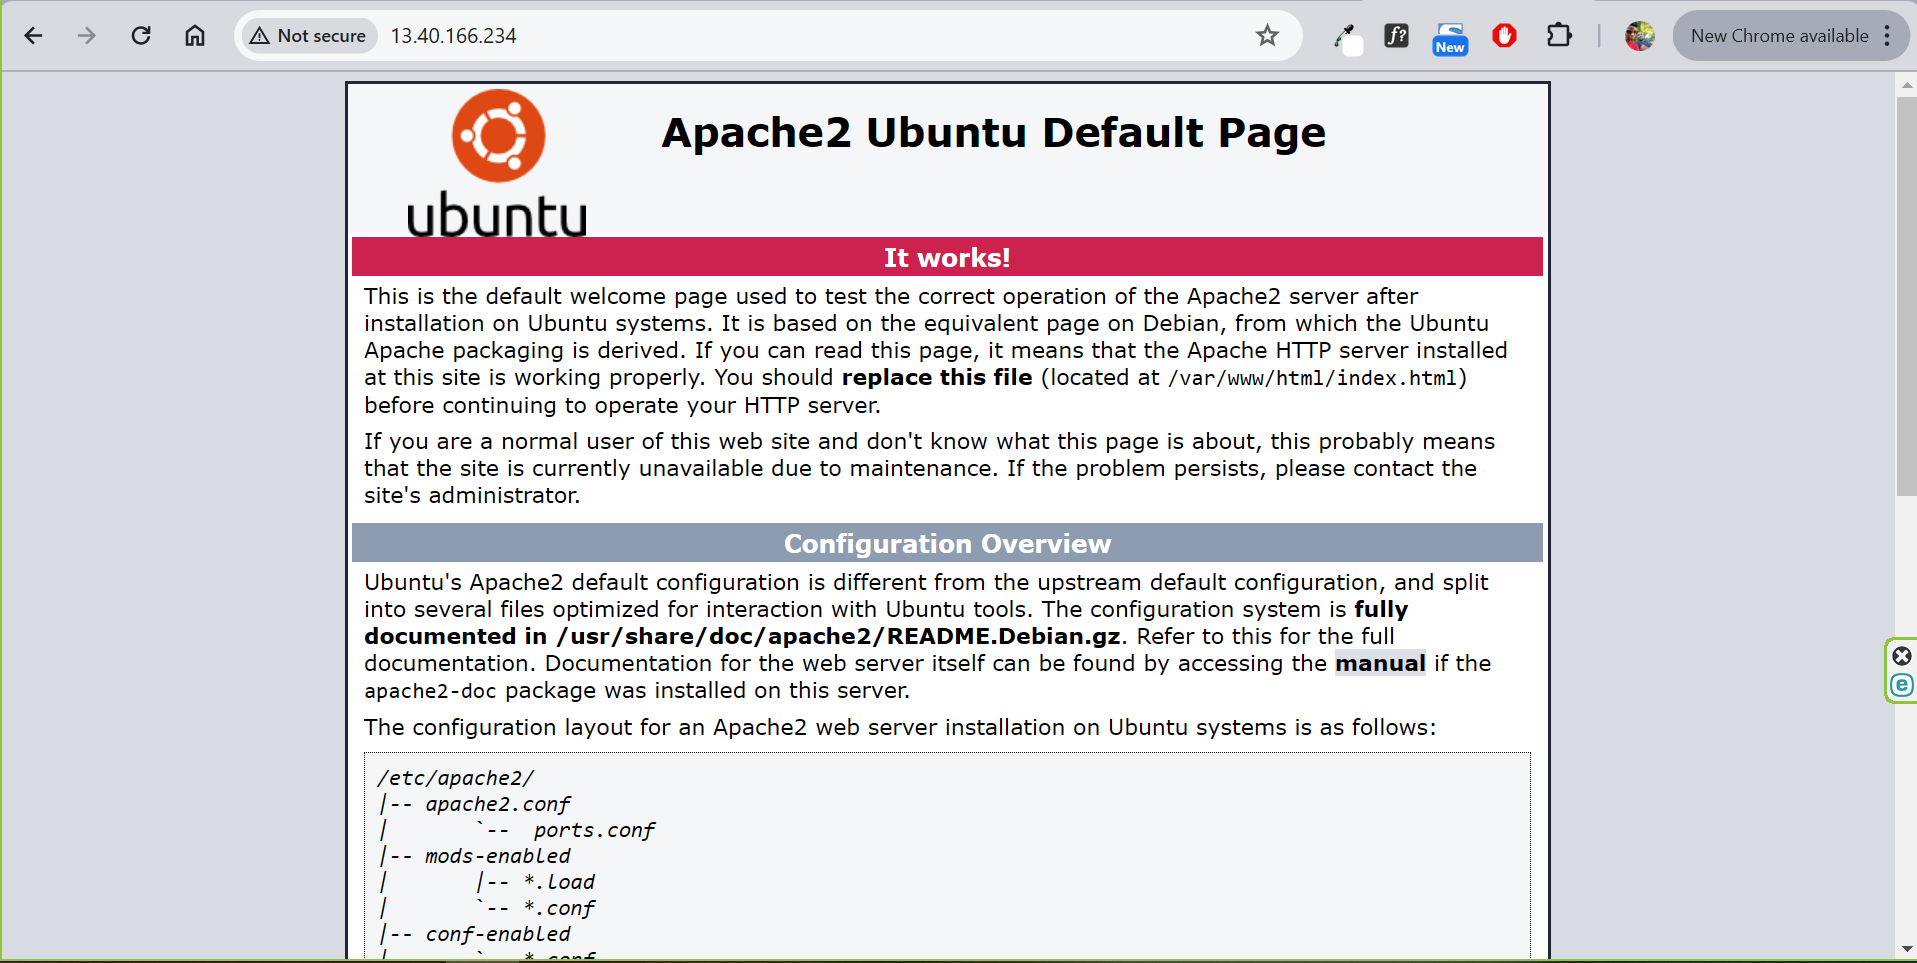 Not secure 13.40.166.234 f? New New Chrome available
ubuntu
Apache2 Ubuntu Default Page
It works!
This is the default welcome page used to test the correct operation of the Apache2 server after
installation on Ubuntu systems. It is based on the equivalent page on Debian, from which the Ubuntu
Apache packaging is derived. If you can read this page, it means that the Apache HTTP server installed
at this site is working properly. You should replace this file (located at /var/www/html/index.html)
before continuing to operate your HTTP server.
If you are a normal user of this web site and don't know what this page is about, this probably means
that the site is currently unavailable due to maintenance. If the problem persists, please contact the
site's administrator.
Configuration Overview
Ubuntu's Apache2 default configuration is different from the upstream default configuration, and split
into several files optimized for interaction with Ubuntu tools. The configuration system is fully
documented in /usr/share/doc/apache2/README.Debian.gz. Refer to this for the full
documentation. Documentation for the web server itself can be found by accessing the manual if the
apache2-doc package was installed on this server.
The configuration layout for an Apache2 web server installation on Ubuntu systems is as follows:
/etc/apache2/
|-- apache2.conf
|       `--  ports.conf
|-- mods-enabled
|       |-- *.load
|       `-- *.conf
|-- conf-enabled
|       `-- *.conf
e